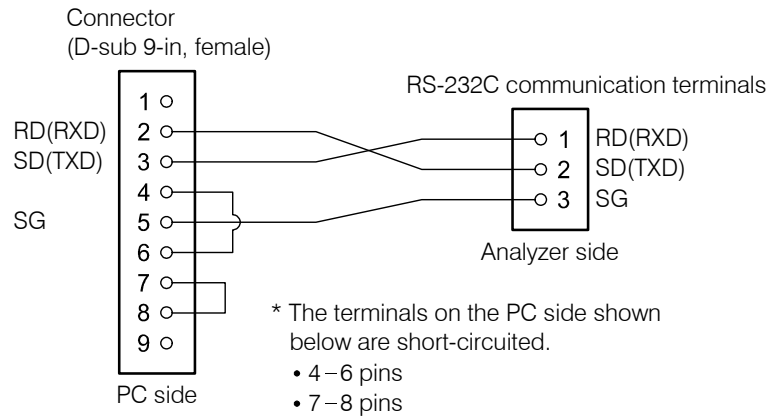 Connector
(D-sub 9-in, female)
RS-232C communication terminals
1
RD(RXD) 2
SD(TXD) 3
4
SG 5
6
7
8
9
PC side
1 RD(RXD)
2 SD(TXD)
3 SG
Analyzer side
* The terminals on the PC side shown
below are short-circuited.
• 4–6 pins
• 7–8 pins